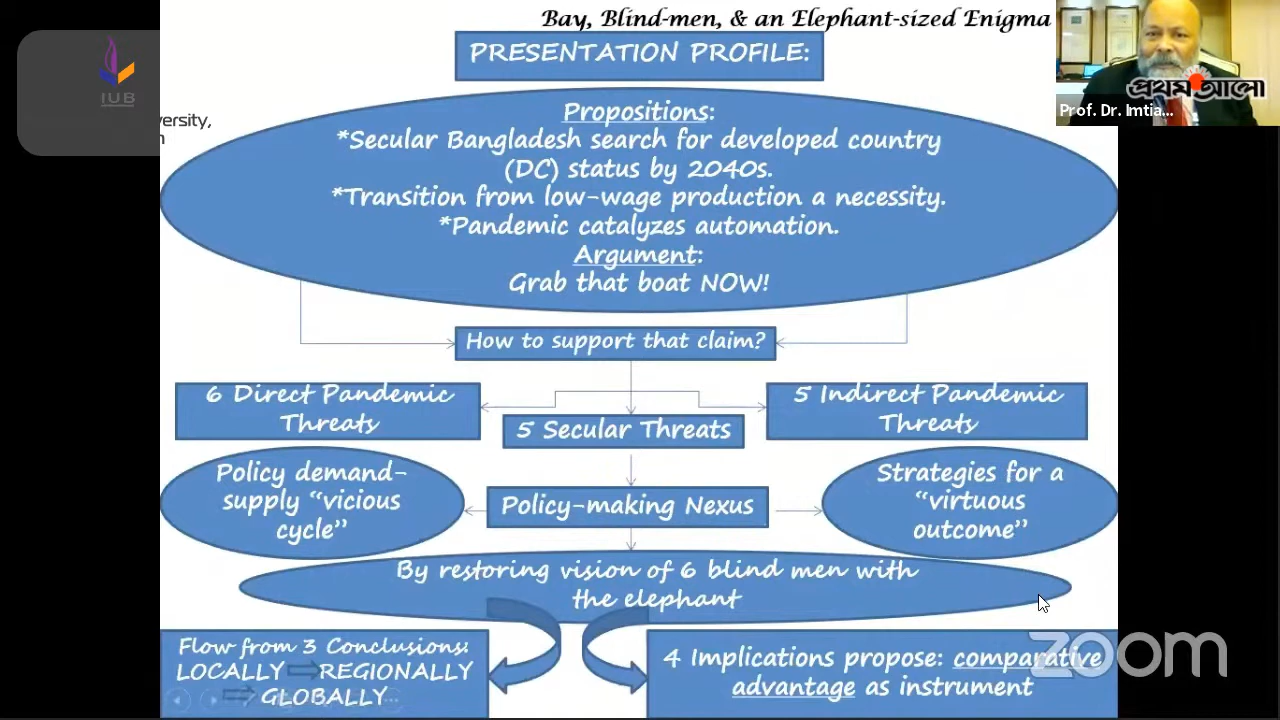 Bay, Blind-men, & an Elephant-sized Enigma
PRESENTATION PROFILE:
IUB
versity,
প্রথম আলো
Prof. Dr. Imtia...
Propositions:
*Secular Bangladesh search for developed country
(DC) status by 2040s.
*Transition from low-wage production a necessity.
*Pandemic catalyzes automation.
Argument:
Grab that boat NOW!
How to support that claim?
6 Direct Pandemic
Threats
5 Secular Threats
5 Indirect Pandemic
Threats
Policy demand-
supply "vicious
cycle"
Policy-making Nexus
Strategies for a
"virtuous
outcome"
By restoring vision of 6 blind men with
the elephant
Flow from 3 Conclusions:
LOCALLY REGIONALLY
GLOBALLY
4 Implications propose: comparative
advantage as instrument
zoom